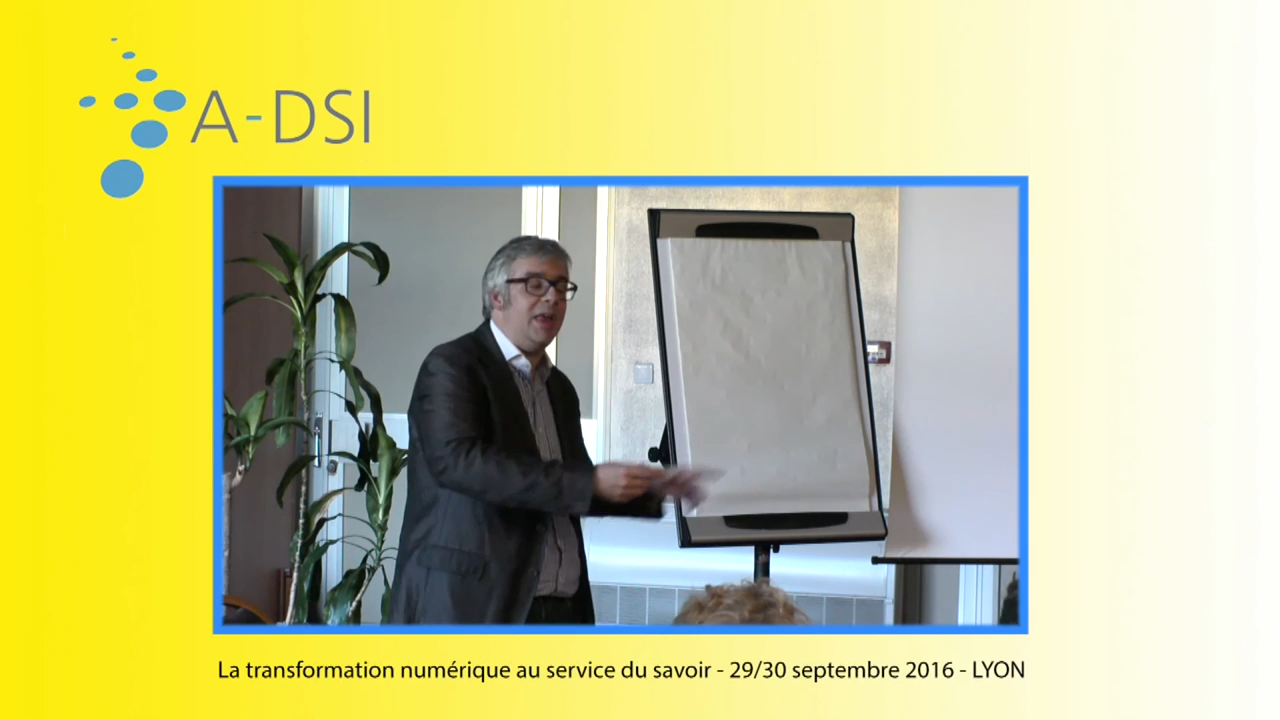 A-DSI
La transformation numérique au service du savoir - 29/30 septembre 2016 - LYON